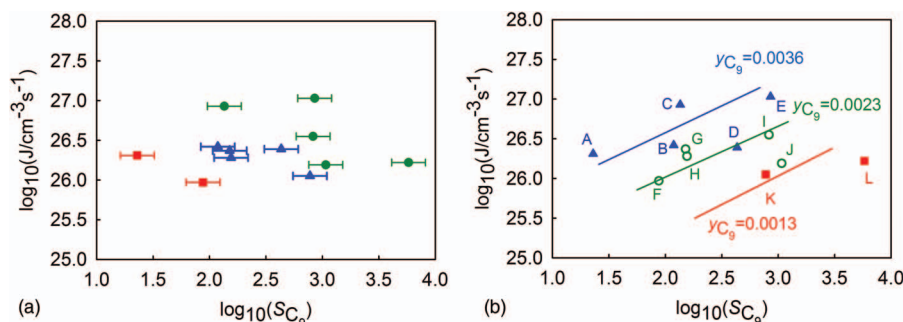 28.0
27.5
27.0
26.5
26.0
25.5
25.0
log10(J/cm-3s-1)
1.0 1.5 2.0 2.5 3.0 3.5 4.0
(a)
log10(SC9)
28.0
27.5
27.0
26.5
26.0
25.5
25.0
log10(J/cm-3s-1)
yC9=0.0036
yC9=0.0023
yC9=0.0013
A
B
C
D
E
F
G
H
I
J
K
L
1.0 1.5 2.0 2.5 3.0 3.5 4.0
(b)
log10(SC9)